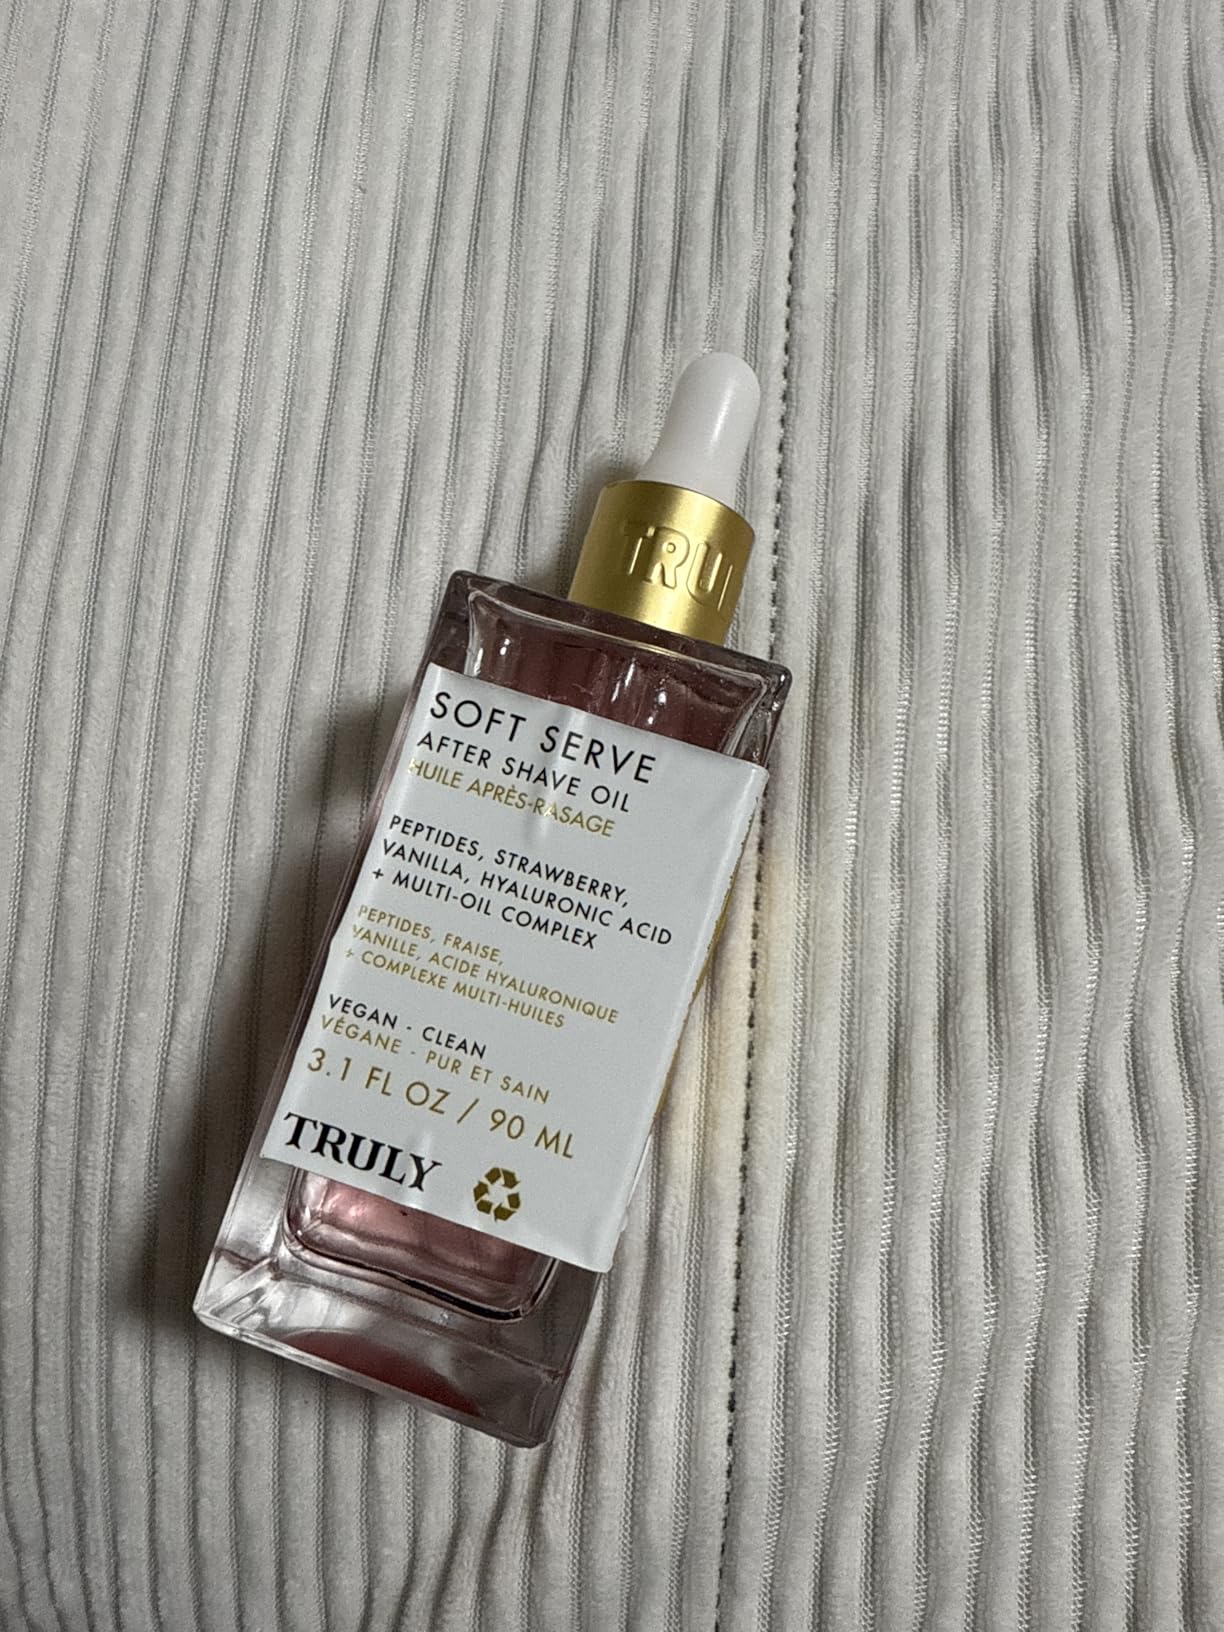 TRU
SOFT SERVE
AFTER SHAVE OIL
HUILE APRÈS-RASAGE
PEPTIDES, STRAWBERRY,
VANILLA, HYALURONIC ACID
+ MULTI-OIL COMPLEX
PEPTIDES, FRAISE,
VANILLE, ACIDE HYALURONIQUE
+ COMPLEXE MULTI-HUILES
VEGAN - CLEAN
VÉGANE - PUR ET SAIN
3.1 FL OZ / 90 ML
TRULY